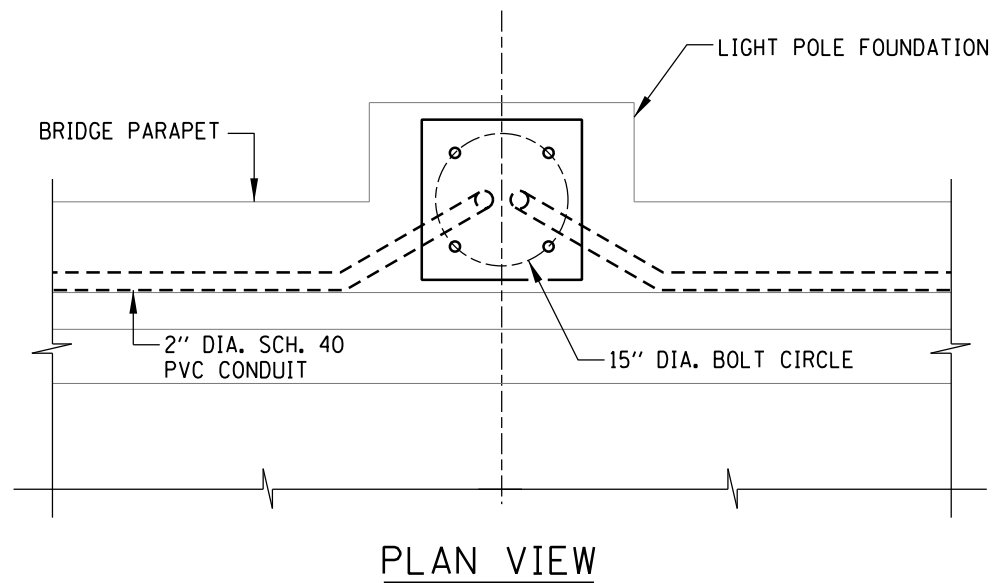 LIGHT POLE FOUNDATION
BRIDGE PARAPET
2" DIA. SCH. 40
PVC CONDUIT
15" DIA. BOLT CIRCLE
PLAN VIEW